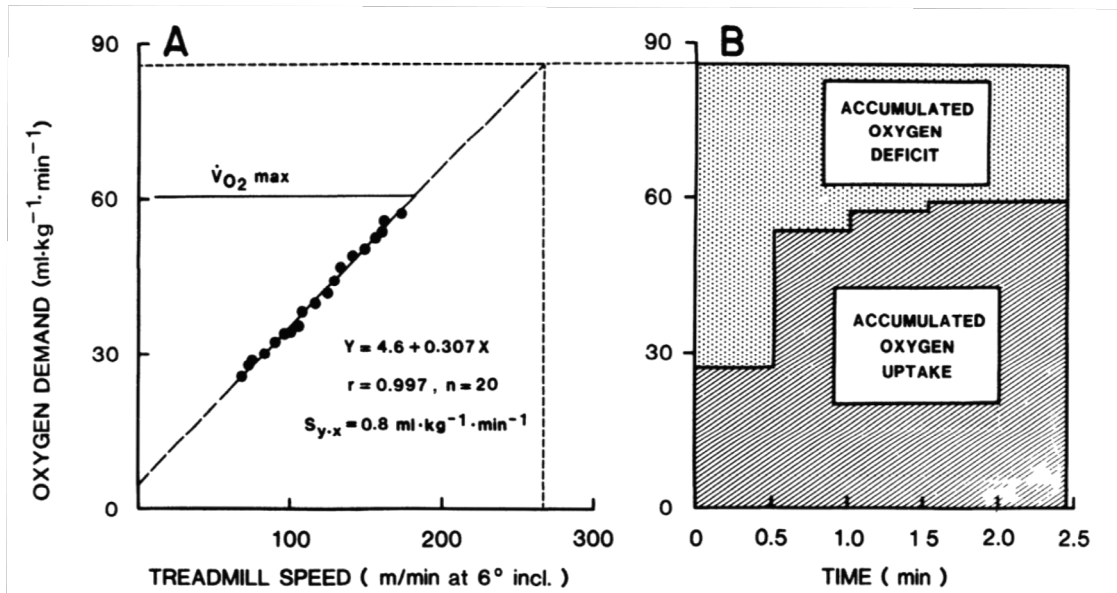 A
90
60
30
0
100
200
300
OXYGEN DEMAND (ml·kg⁻¹·min⁻¹)
V̇O₂ max
Y = 4.6 + 0.307 X
r = 0.997 , n = 20
Sy·x = 0.8 ml·kg⁻¹·min⁻¹
TREADMILL SPEED ( m/min at 6° incl. )
B
90
60
30
0
ACCUMULATED
OXYGEN
DEFICIT
ACCUMULATED
OXYGEN
UPTAKE
0
0.5
1.0
1.5
2.0
2.5
TIME ( min )